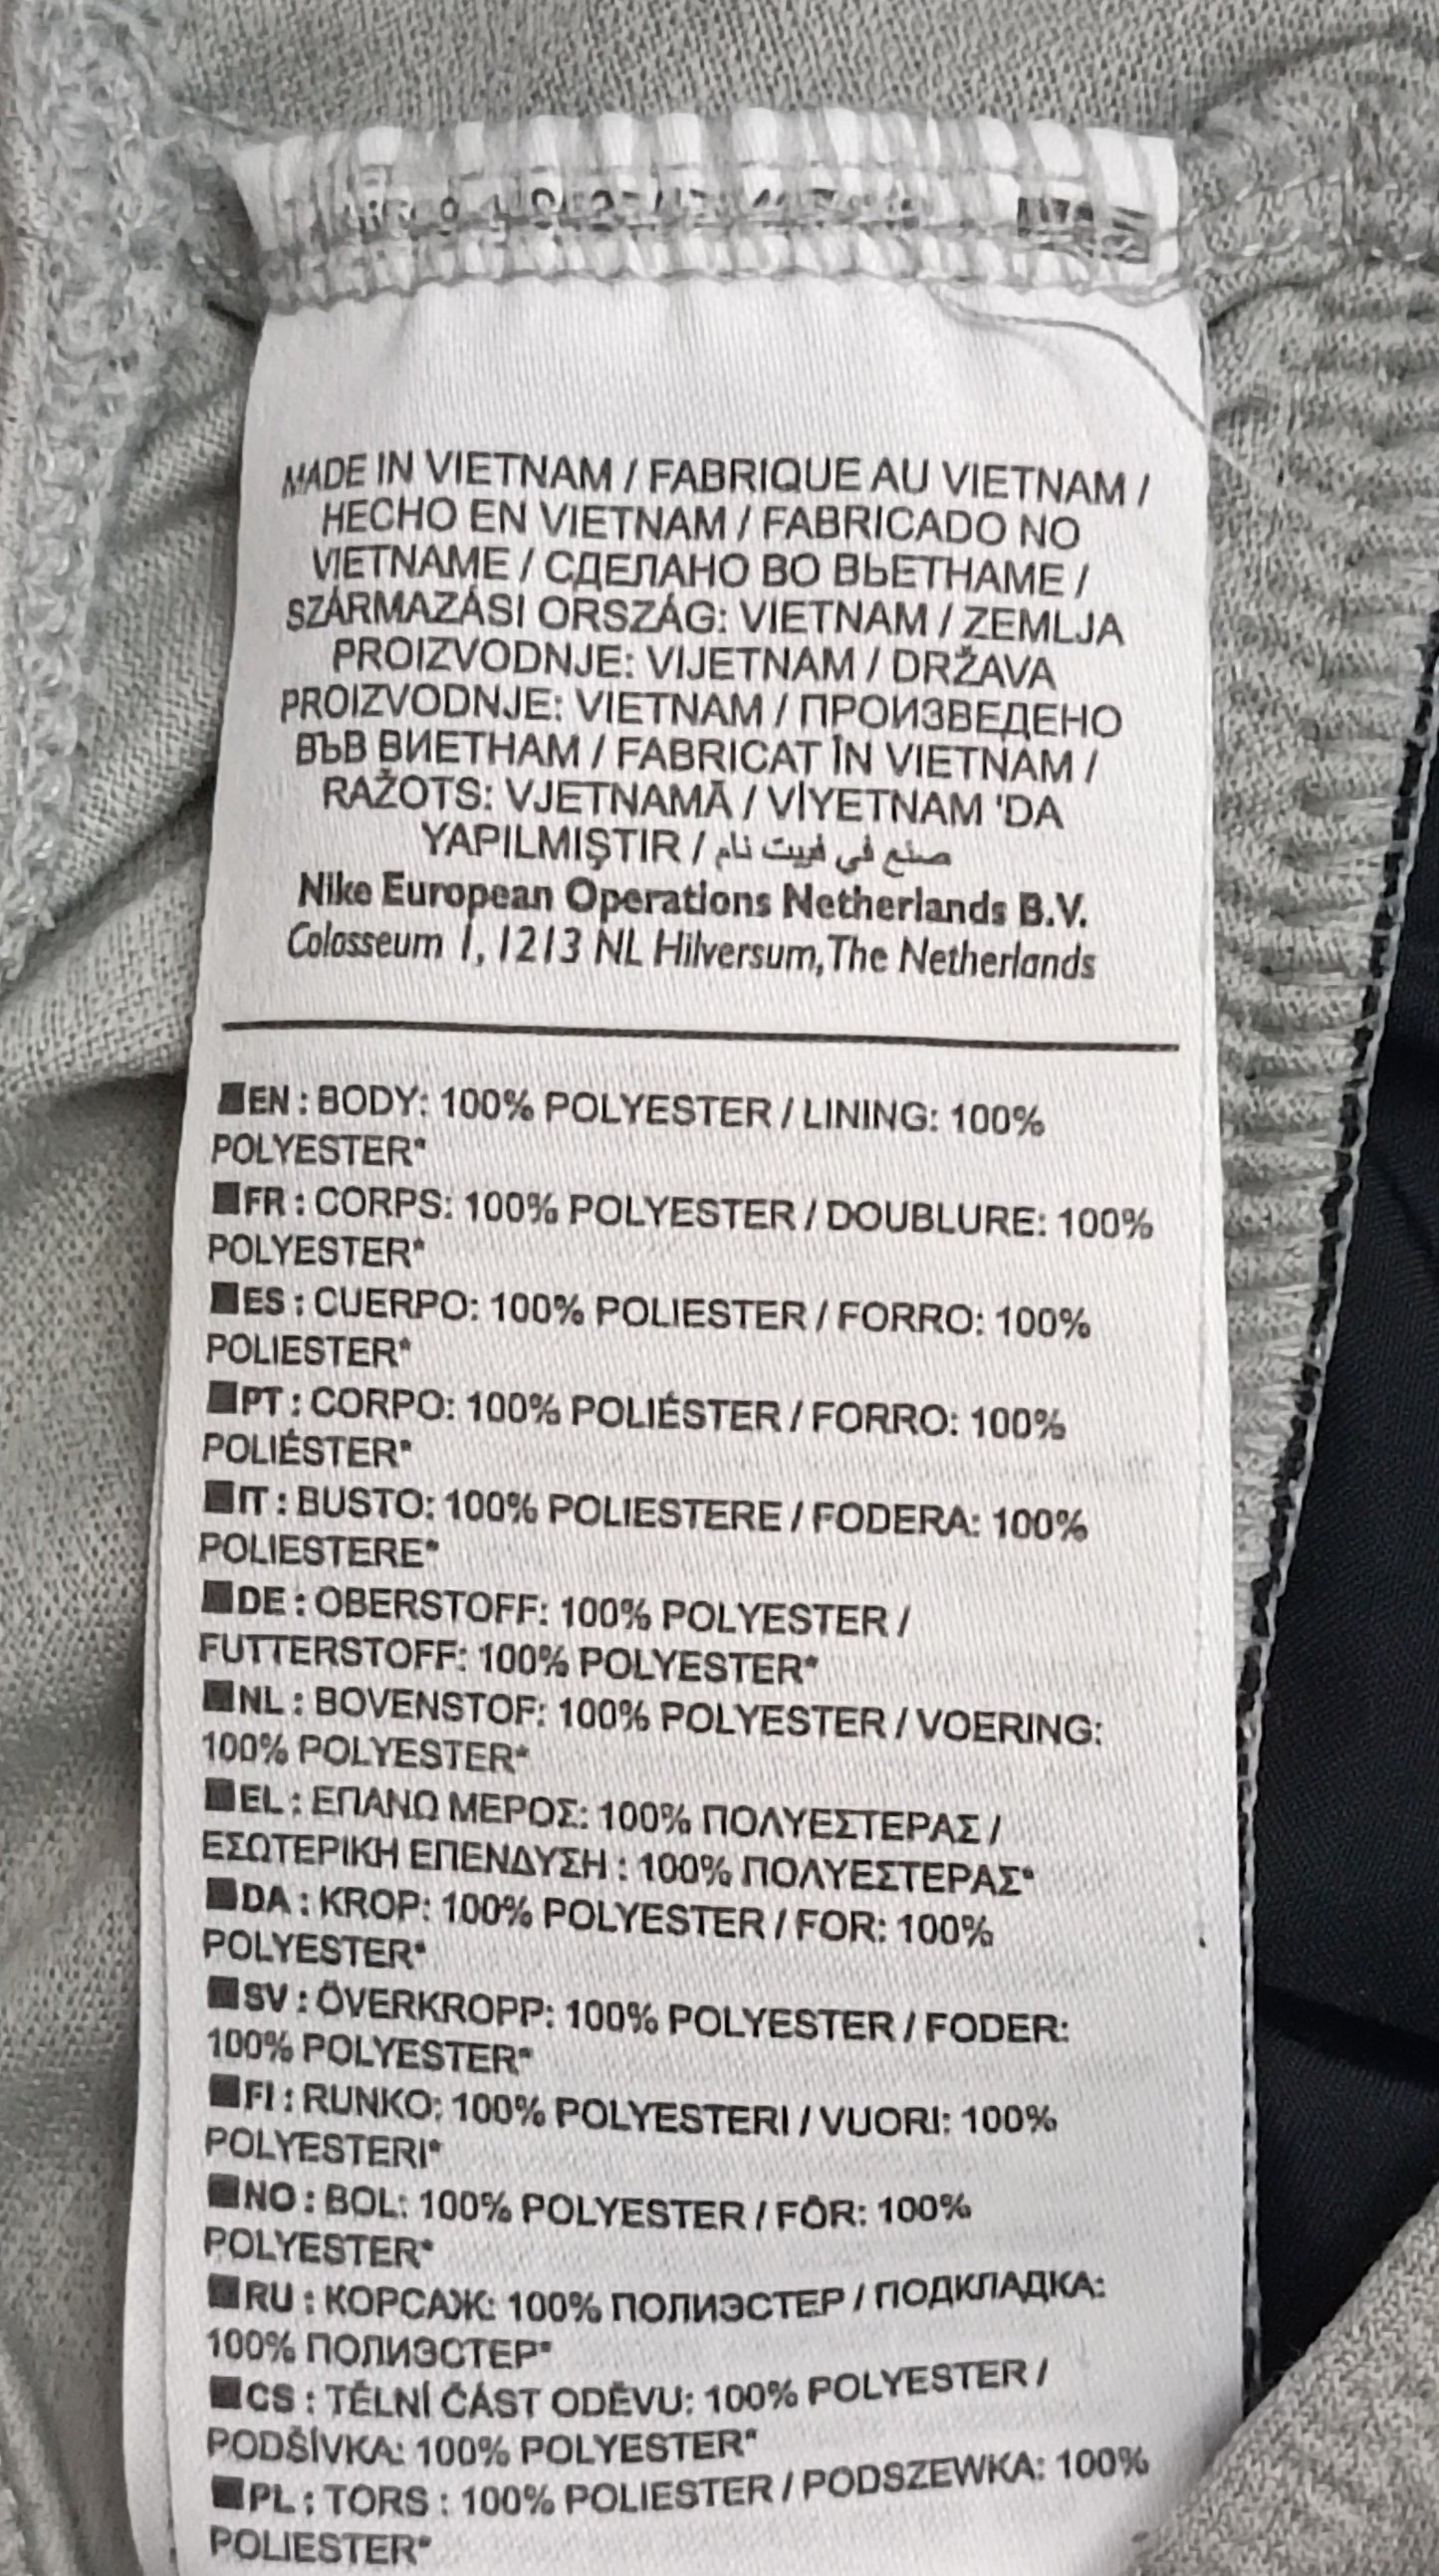 MADE IN VIETNAM / FABRIQUE AU VIETNAM /
HECHO EN VIETNAM / FABRICADO NO
VIETNAME / СДЕЛАНО ВО ВЬЕТНАМЕ /
SZÁRMAZÁSI ORSZÁG: VIETNAM / ZEMLJA
PROIZVODNJE: VIJETNAM / DRŽAVA
PROIZVODNJE: VIETNAM / ПРОИЗВЕДЕНО
ВЪВ ВИЕТНАМ / FABRICAT ÎN VIETNAM /
RAŽOTS: VJETNAMĀ / VİYETNAM 'DA
YAPILMIŞTIR / صنع في فييت نام
Nike European Operations Netherlands B.V.
Colosseum 1, 1213 NL Hilversum, The Netherlands
■EN : BODY: 100% POLYESTER / LINING: 100%
POLYESTER*
■FR : CORPS: 100% POLYESTER / DOUBLURE: 100%
POLYESTER*
■ES : CUERPO: 100% POLIESTER / FORRO: 100%
POLIESTER*
■PT : CORPO: 100% POLIÉSTER / FORRO: 100%
POLIÉSTER*
■IT : BUSTO: 100% POLIESTERE / FODERA: 100%
POLIESTERE*
■DE : OBERSTOFF: 100% POLYESTER /
FUTTERSTOFF: 100% POLYESTER*
■NL : BOVENSTOF: 100% POLYESTER / VOERING:
100% POLYESTER*
■EL : ΕΠΑΝΩ ΜΕΡΟΣ: 100% ΠΟΛΥΕΣΤΕΡΑΣ /
ΕΣΩΤΕΡΙΚΗ ΕΠΕΝΔΥΣΗ : 100% ΠΟΛΥΕΣΤΕΡΑΣ*
■DA : KROP: 100% POLYESTER / FOR: 100%
POLYESTER*
■SV : ÖVERKROPP: 100% POLYESTER / FODER:
100% POLYESTER*
■FI : RUNKO: 100% POLYESTERI / VUORI: 100%
POLYESTERI*
■NO : BOL: 100% POLYESTER / FÔR: 100%
POLYESTER*
■RU : КОРСАЖ: 100% ПОЛИЭСТЕР / ПОДКЛАДКА:
100% ПОЛИЭСТЕР*
■CS : TĚLNÍ ČÁST ODĚVU: 100% POLYESTER /
PODŠÍVKA: 100% POLYESTER*
■PL : TORS : 100% POLIESTER / PODSZEWKA: 100%
POLIESTER*